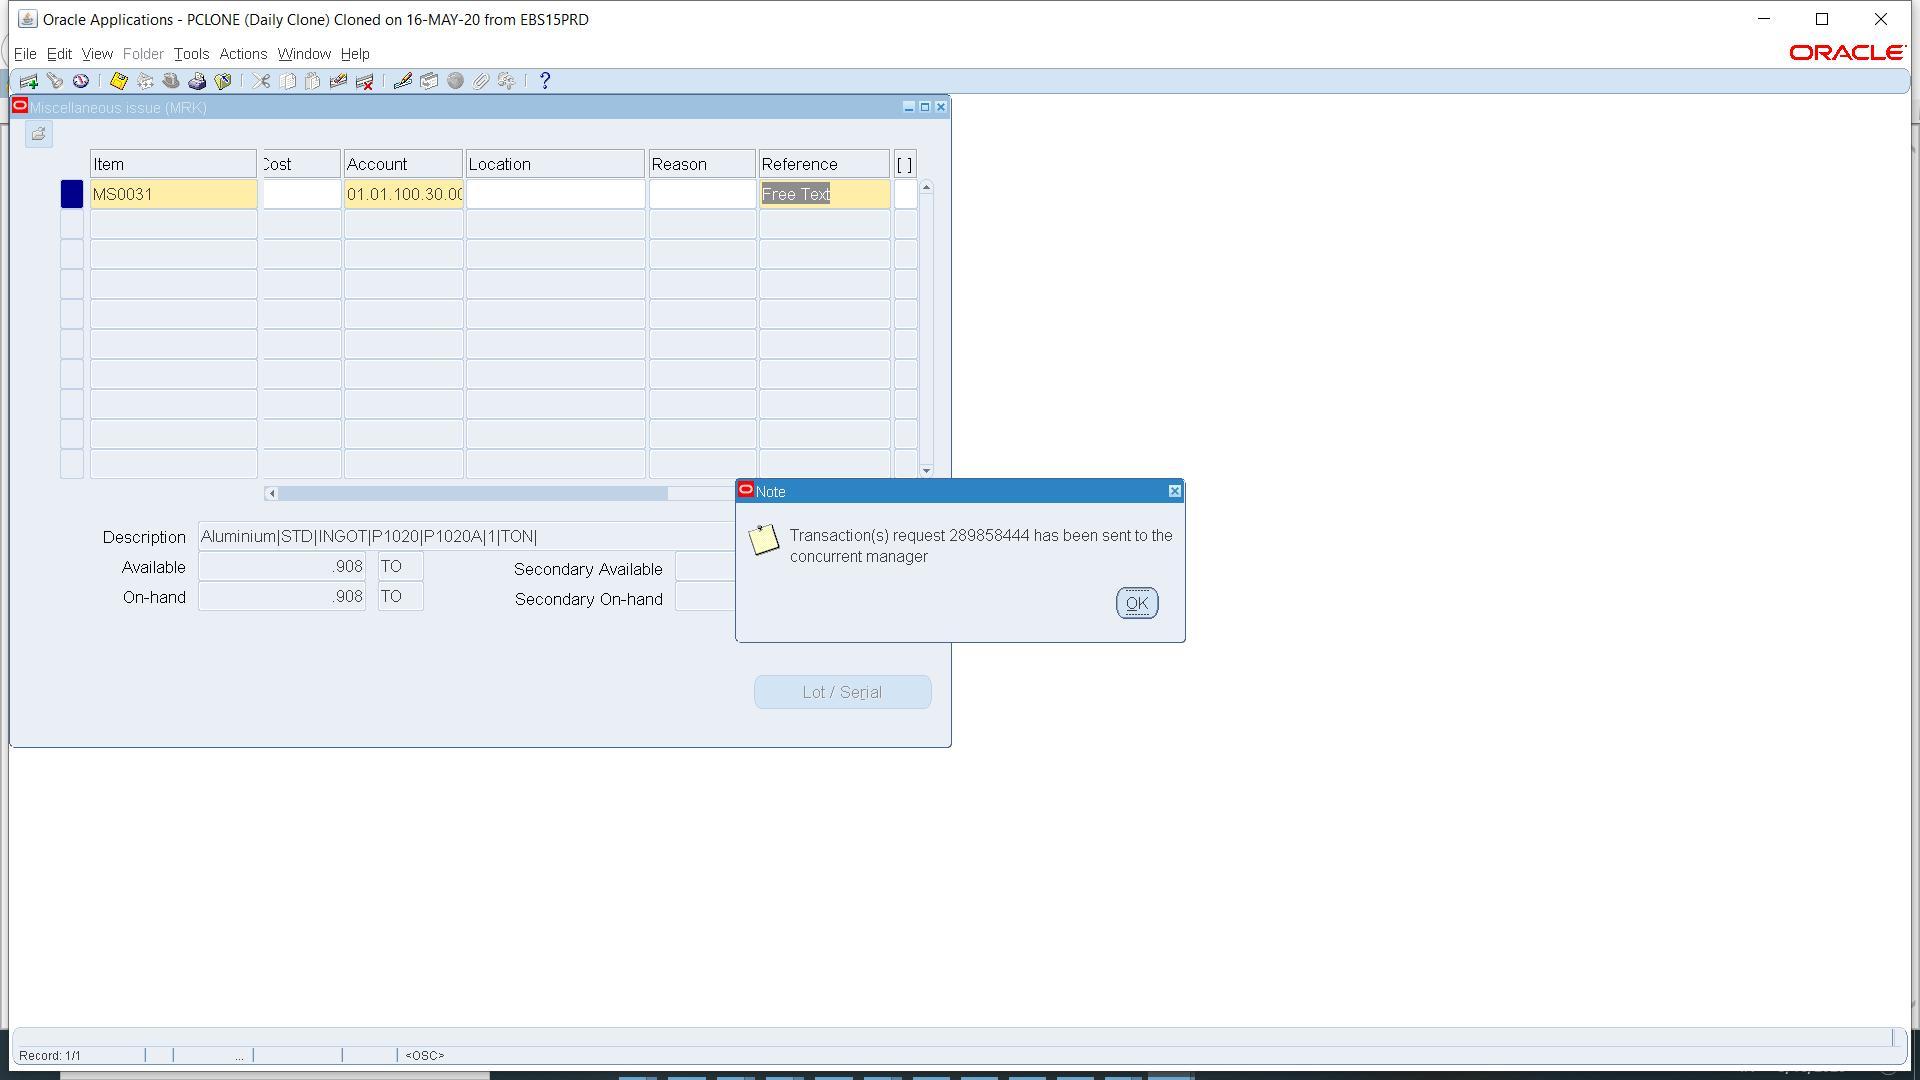 Oracle Applications - PCLONE (Daily Clone) Cloned on 16-MAY-20 from EBS15PRD
File Edit View Folder Tools Actions Window Help
ORACLE
Miscellaneous issue (MRK)
Item Cost Account Location Reason Reference [ ]
MS0031 01.01.100.30.00 Free Text
Note
Transaction(s) request 289858444 has been sent to the
concurrent manager
OK
Description Aluminium|STD|INGOT|P1020|P1020A|1|TON|
Available .908 TO Secondary Available
On-hand .908 TO Secondary On-hand
Lot / Serial
Record: 1/1 ... <OSC>